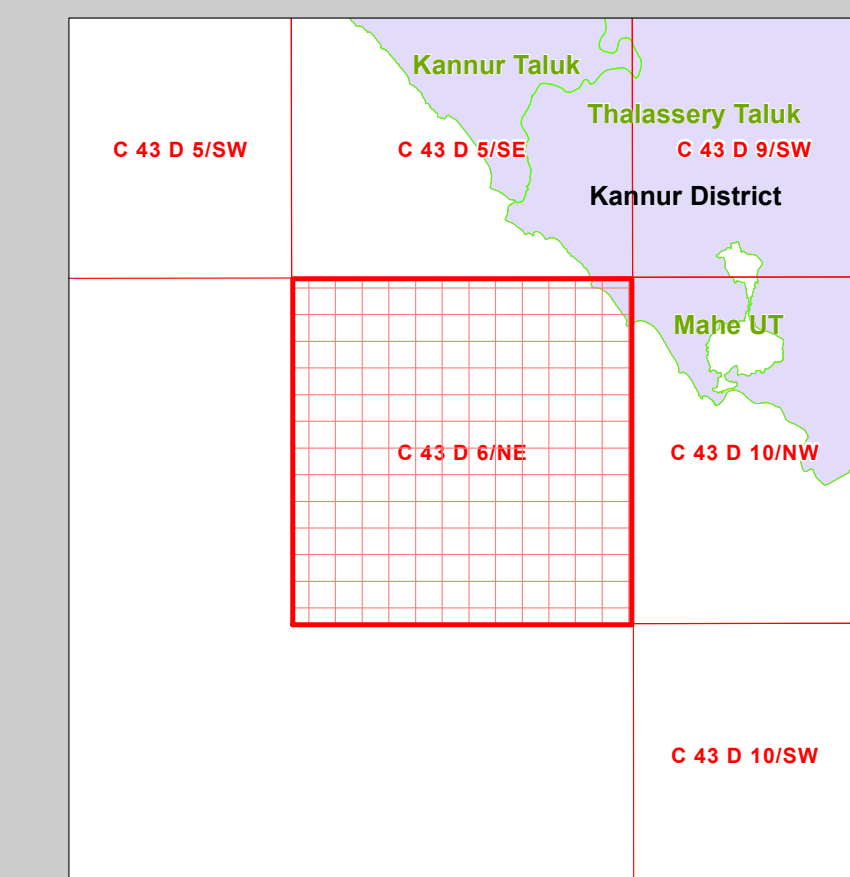 Kannur Taluk
Thalassery Taluk
C 43 D 5/SW
C 43 D 5/SE
C 43 D 9/SW
Kannur District
Mahe UT
C 43 D 6/NE
C 43 D 10/NW
C 43 D 10/SW